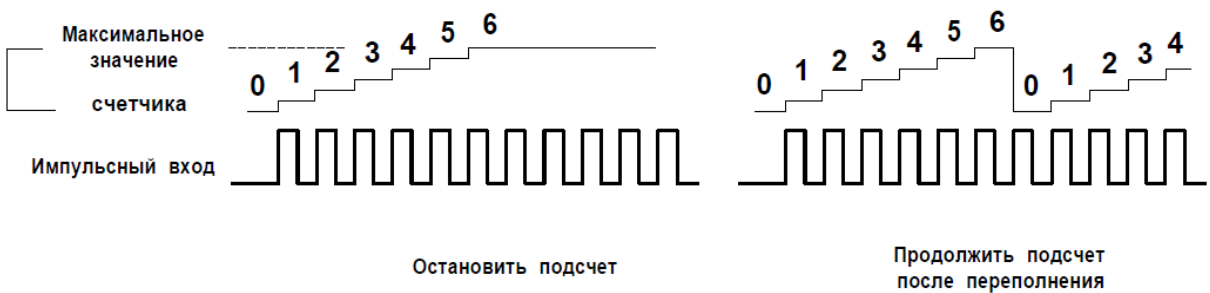 Максимальное
значение
счетчика
0 1 2 3 4 5 6
0 1 2 3 4 5 6 0 1 2 3 4
Импульсный вход
Остановить подсчет
Продолжить подсчет
после переполнения